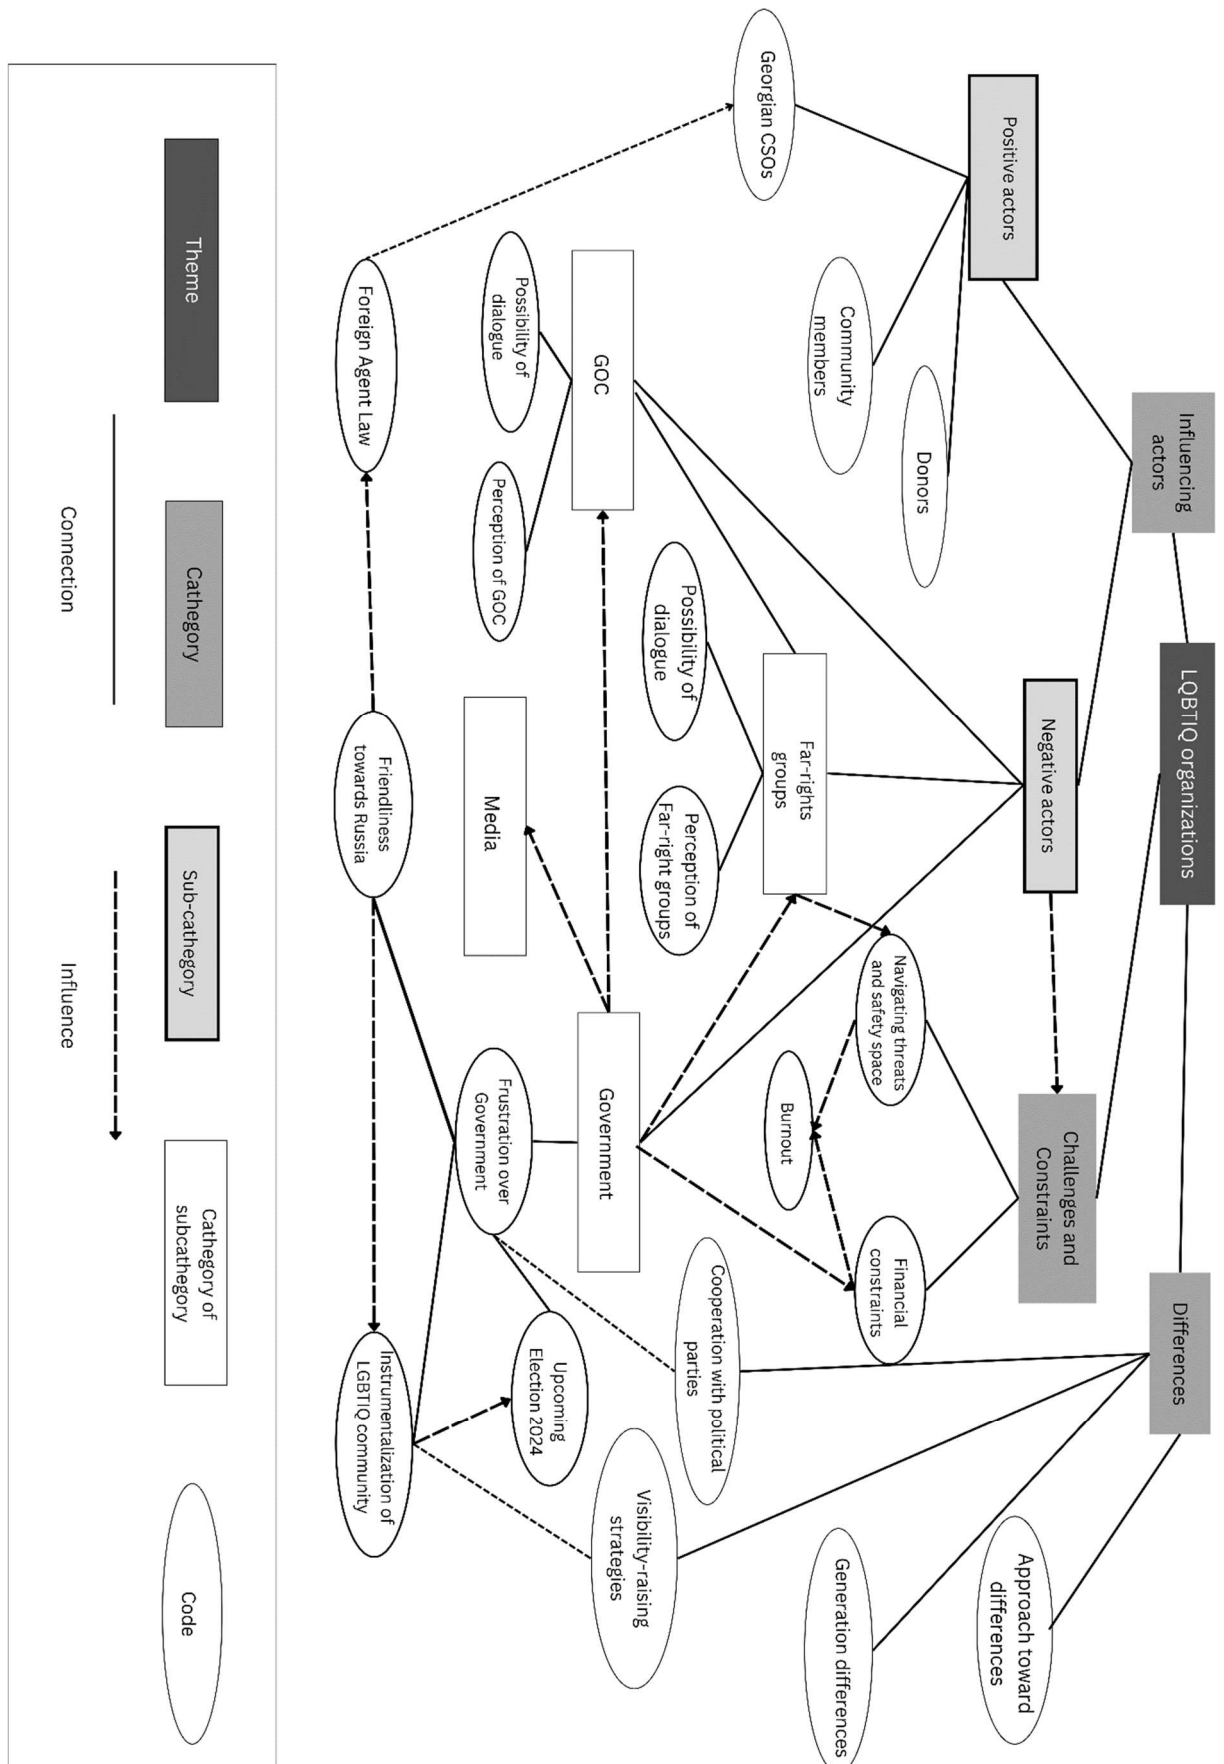 LQBTIQ organizations
Influencing
actors
Differences
Challenges and
Constraints
Positive actors
Negative actors
Approach toward
differences
Donors
Navigating threats
and safety space
Financial
constraints
Community
members
Generation differences
Georgian CSOs
Far-rights
groups
Burnout
Possibility of
dialogue
Perception of
Far-right groups
Cooperation with political
parties
Visibility-raising
strategies
GOC
Government
Possibility of
dialogue
Perception of GOC
Media
Frustration over
Government
Upcoming
Election 2024
Foreign Agent Law
Friendliness
towards Russia
Instrumentalization of
LGBTIQ community
Theme
Cathegory
Sub-cathegory
Cathegory of
subcathegory
Code
Connection
Influence